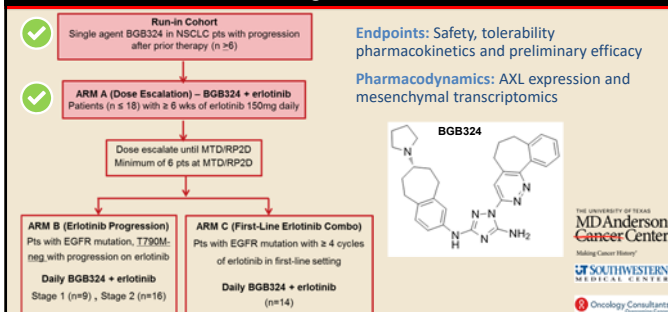 Run-in Cohort
Single agent BGB324 in NSCLC pts with progression
after prior therapy (n ≥6)
ARM A (Dose Escalation) – BGB324 + erlotinib
Patients (n ≤ 18) with ≥ 6 wks of erlotinib 150mg daily
Dose escalate until MTD/RP2D
Minimum of 6 pts at MTD/RP2D
ARM B (Erlotinib Progression)
Pts with EGFR mutation, T790M-
neg with progression on erlotinib
Daily BGB324 + erlotinib
Stage 1 (n=9) , Stage 2 (n=16)
ARM C (First-Line Erlotinib Combo)
Pts with EGFR mutation with ≥ 4 cycles
of erlotinib in first-line setting
Daily BGB324 + erlotinib
(n=14)
Endpoints: Safety, tolerability
pharmacokinetics and preliminary efficacy
Pharmacodynamics: AXL expression and
mesenchymal transcriptomics
BGB324
N
N
N
N
N
N
N
H
NH2
THE UNIVERSITY OF TEXAS
MDAnderson
Cancer Center
Making Cancer History®
UT SOUTHWESTERN
MEDICAL CENTER
Oncology Consultants